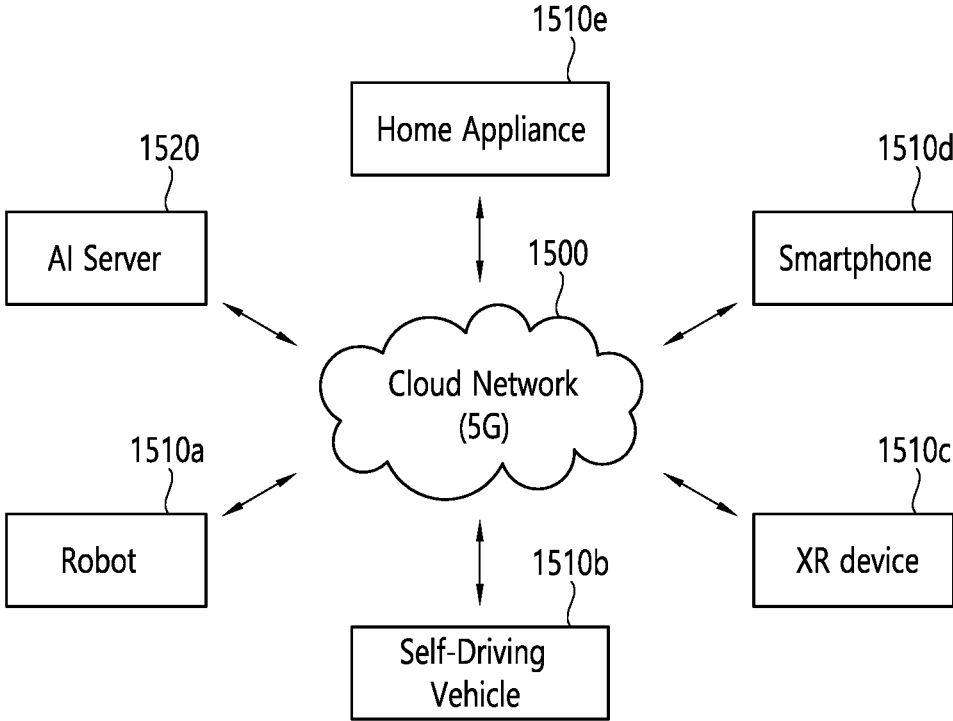 1510e
Home Appliance
1520
AI Server
1510d
Smartphone
1500
Cloud Network
(5G)
1510a
Robot
1510c
XR device
1510b
Self-Driving
Vehicle